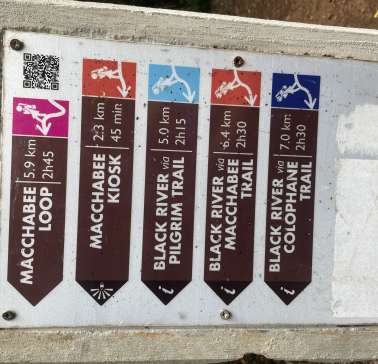 MACCHABEE
LOOP
5.9 km
2h45
MACCHABEE
KIOSK
2.3 km
45 min
BLACK RIVER via
PILGRIM TRAIL
5.0 km
2h15
i
BLACK RIVER via
MACCHABEE
TRAIL
6.4 km
2h30
i
BLACK RIVER via
COLOPHANE
TRAIL
7.0 km
2h30
i